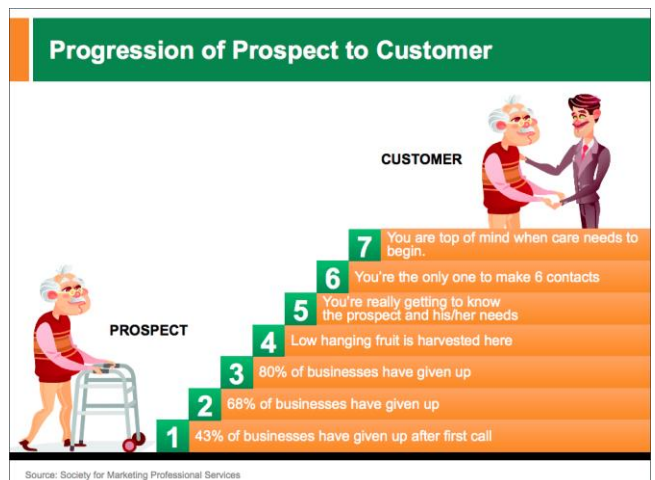 Progression of Prospect to Customer
CUSTOMER
7 You are top of mind when care needs to
begin.
6 You're the only one to make 6 contacts
5 You're really getting to know
the prospect and his/her needs
PROSPECT
4 Low hanging fruit is harvested here
3 80% of businesses have given up
2 68% of businesses have given up
1 43% of businesses have given up after first call
Source: Society for Marketing Professional Services